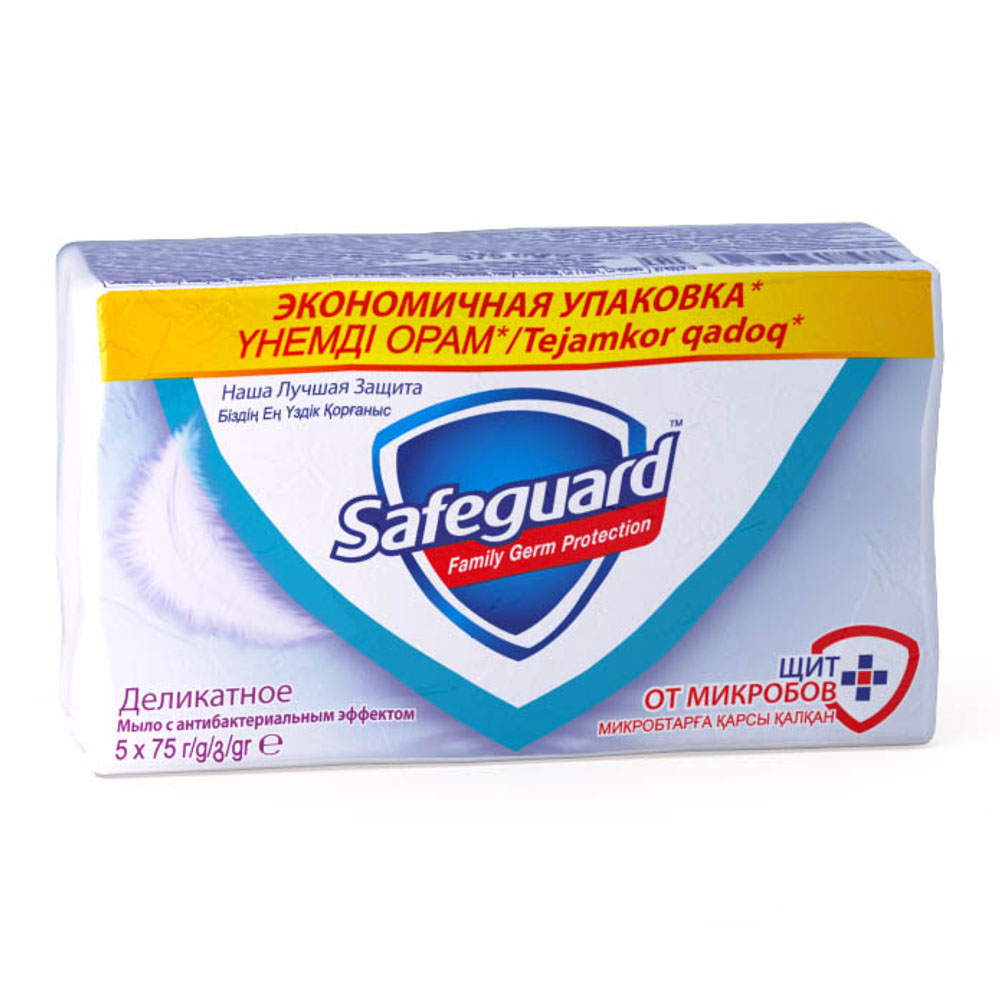 ЭКОНОМИЧНАЯ УПАКОВКА*
ҮНЕМДІ ОРАМ*/Tejamkor qadoq*
Наша Лучшая Защита
Біздің Ең Үздік Қорғаныс
Safeguard™
Family Germ Protection
ЩИТ
ОТ МИКРОБОВ
МИКРОБТАРҒА ҚАРСЫ ҚАЛҚАН
Деликатное
Мыло с антибактериальным эффектом
5 x 75 г/g/გ/gr ℮